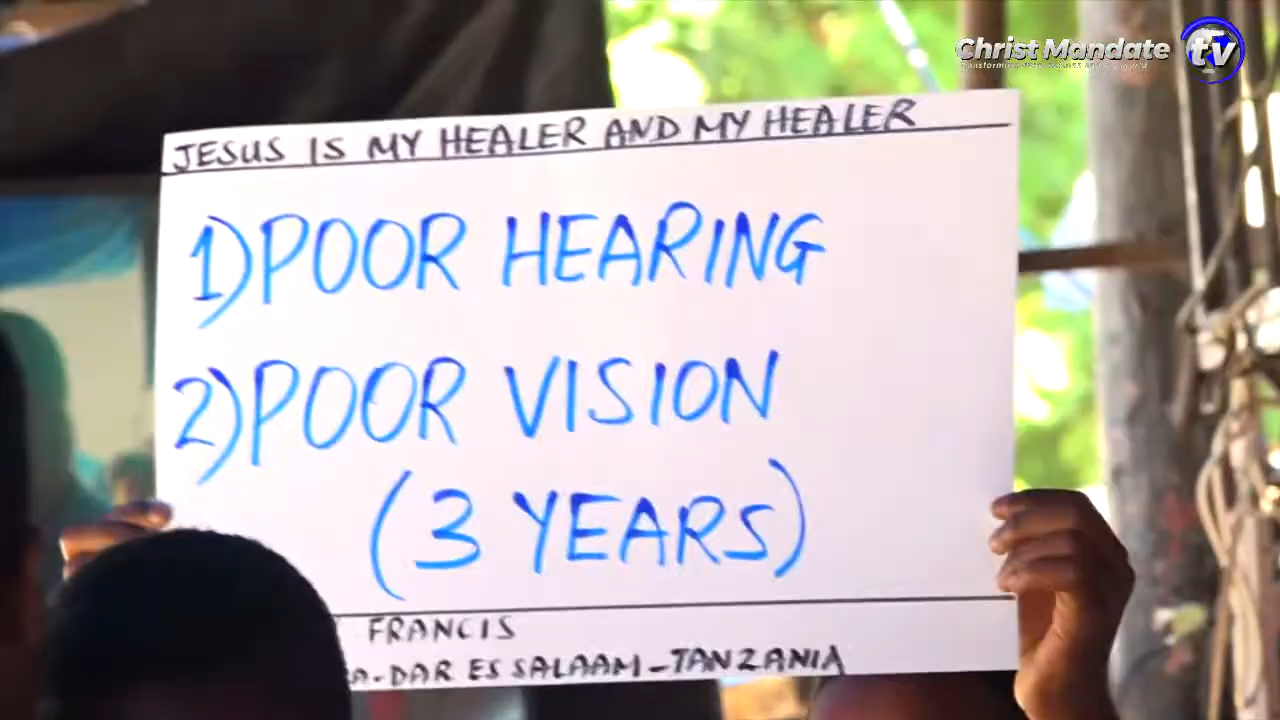 Christ Mandate tv
JESUS IS MY HEALER AND MY HEALER
1) POOR HEARING
2) POOR VISION
(3 YEARS)
FRANCIS
A-DAR ES SALAAM-TANZANIA